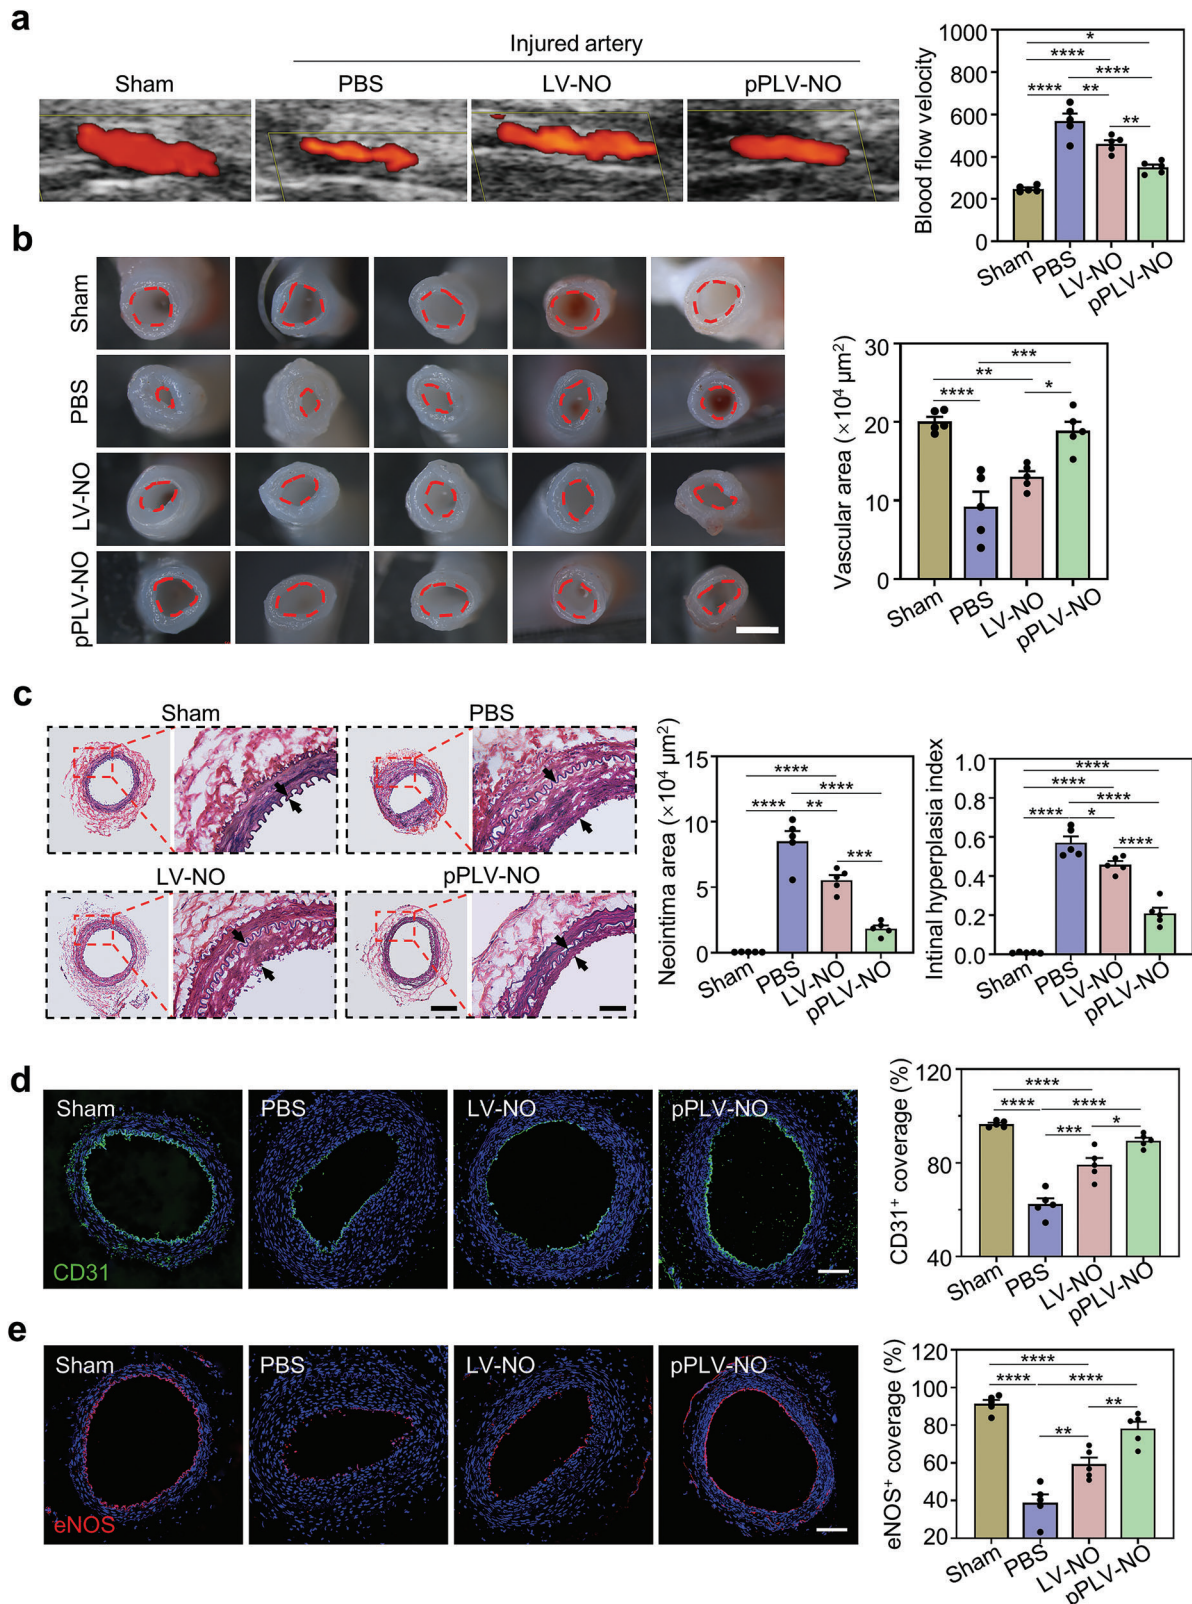 a
Injured artery
Sham
PBS
LV-NO
pPLV-NO
Blood flow velocity
1000
800
600
400
200
0
*
****
****
**** **
**
Sham
PBS
LV-NO
pPLV-NO
b
Sham
PBS
LV-NO
pPLV-NO
Vascular area (×10⁴ µm²)
30
20
10
0
***
**
****
*
Sham
PBS
LV-NO
pPLV-NO
c
Sham
PBS
LV-NO
pPLV-NO
Neointima area (×10⁴ µm²)
15
10
5
0
****
****
**** **
***
Sham
PBS
LV-NO
pPLV-NO
Intinal hyperplasia index
1.0
0.8
0.6
0.4
0.2
0
****
****
****
**** *
****
Sham
PBS
LV-NO
pPLV-NO
d
Sham
PBS
LV-NO
pPLV-NO
CD31
CD31⁺ coverage (%)
120
80
40
****
**** ****
*** *
Sham
PBS
LV-NO
pPLV-NO
e
Sham
PBS
LV-NO
pPLV-NO
eNOS
eNOS⁺ coverage (%)
120
100
80
60
40
20
****
**** ****
**
**
Sham
PBS
LV-NO
pPLV-NO